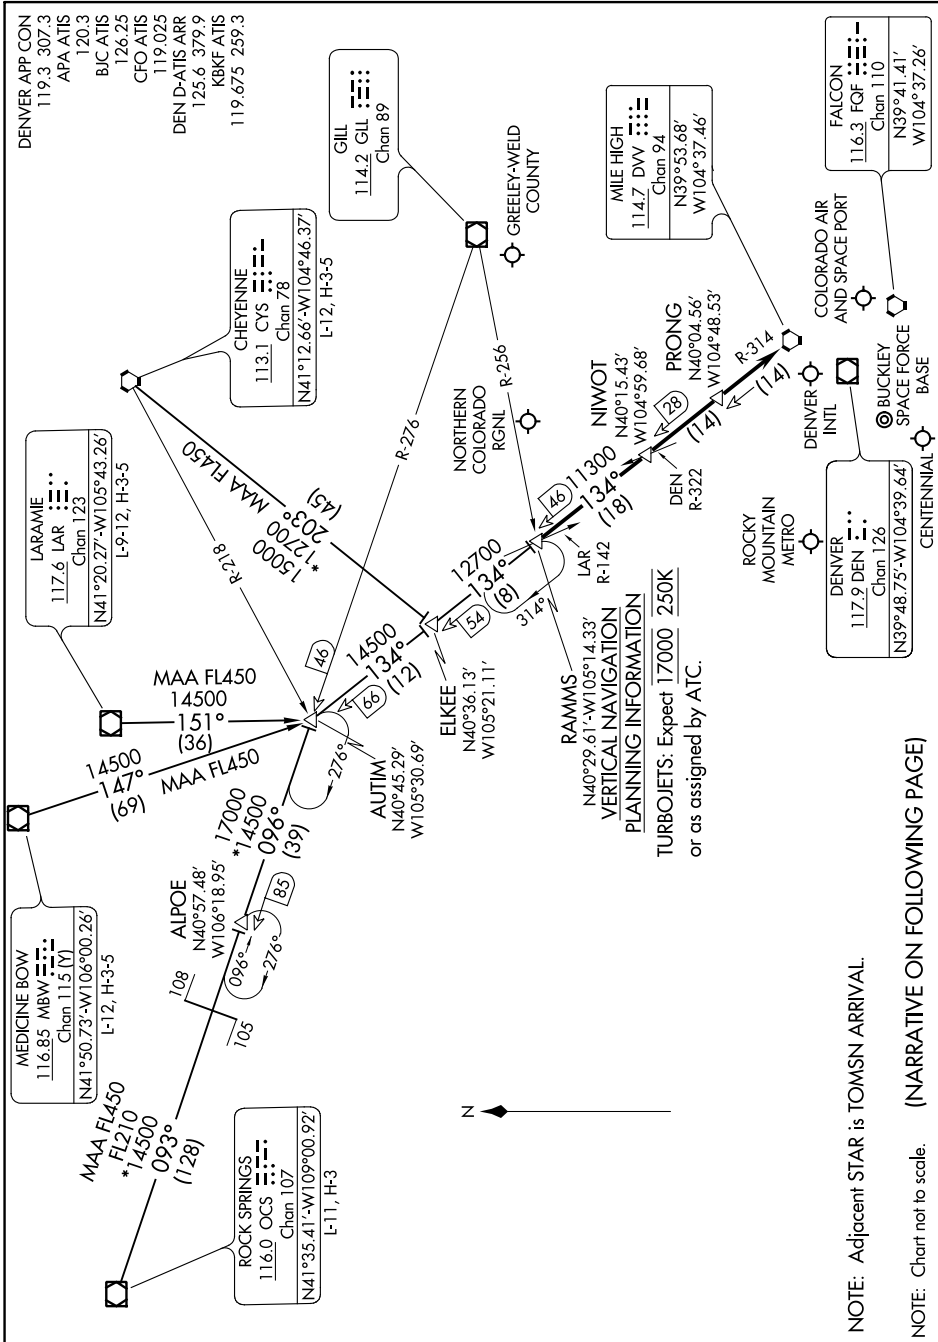 DENVER APP CON
119.3 307.3
APA ATIS
120.3
BJC ATIS
126.25
CFO ATIS
119.025
DEN D-ATIS ARR
125.6 379.9
KBKF ATIS
119.675 259.3
GILL
114.2 GLL
Chan 89
CHEYENNE
113.1 CYS
Chan 78
N41°12.66′-W104°46.37′
L-12, H-3-5
LARAMIE
117.6 LAR
Chan 123
N41°20.27′-W105°43.26′
L-9-12, H-3-5
MEDICINE BOW
116.85 MBW
Chan 115 (Y)
N41°50.73′-W106°00.26′
L-12, H-3-5
ROCK SPRINGS
116.0 OCS
Chan 107
N41°35.41′-W109°00.92′
L-11, H-3
MILE HIGH
114.7 DVV
Chan 94
N39°53.68′
W104°37.46′
FALCON
116.3 FQF
Chan 110
N39°41.41′
W104°37.26′
DENVER
117.9 DEN
Chan 126
N39°48.75′-W104°39.64′
MAA FL450
FL210
*14500
093°
(128)
108
105
ALPOE
N40°57.48′
W106°18.95′
096°
276°
85
17000
*14500
096°
(39)
14500
147°
(69)
MAA FL450
MAA FL450
14500
151°
(36)
276°
AUTIM
N40°45.29′
W105°30.69′
R-218
R-276
46
66
14500
134°
(12)
MAA FL450
15000
*12700
203°
(45)
ELKEE
N40°36.13′
W105°21.11′
54
12700
134°
(8)
314°
RAMMS
N40°29.61′-W105°14.33′
LAR
R-142
R-256
46
11300
134°
(18)
NIWOT
N40°15.43′
W104°59.68′
DEN
R-322
28
(14)
PRONG
N40°04.56′
W104°48.53′
(14)
R-314
GREELEY-WELD
COUNTY
NORTHERN
COLORADO
RGNL
ROCKY
MOUNTAIN
METRO
DENVER
INTL
COLORADO AIR
AND SPACE PORT
BUCKLEY
SPACE FORCE
BASE
CENTENNIAL
VERTICAL NAVIGATION
PLANNING INFORMATION
TURBOJETS: Expect 17000 250K
or as assigned by ATC.
N
NOTE: Adjacent STAR is TOMSN ARRIVAL.
NOTE: Chart not to scale.
(NARRATIVE ON FOLLOWING PAGE)